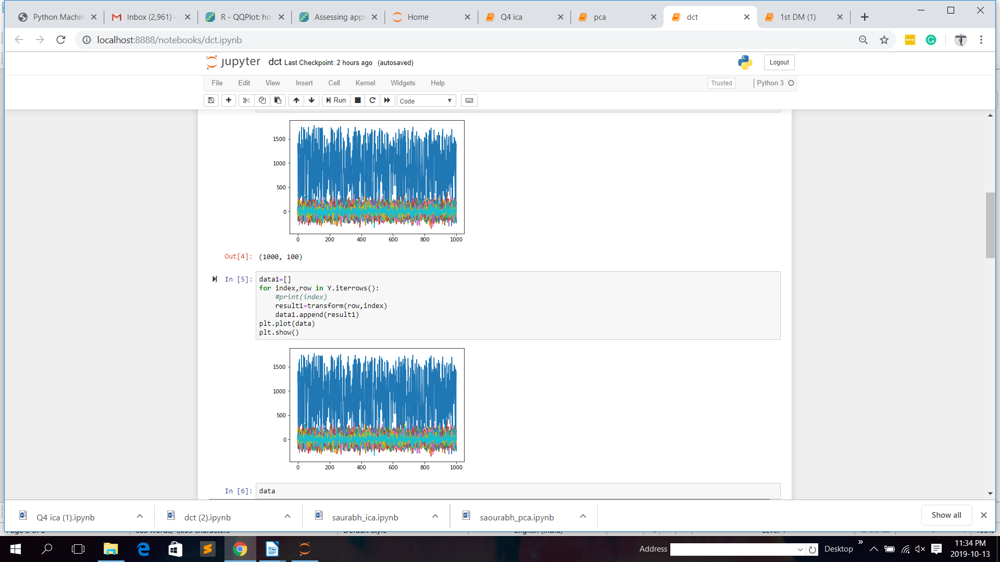 Python Machin
Inbox (2,961) -
R - QQPlot: ho
Assessing appr
Home
Q4 ica
pca
dct
1st DM (1)
localhost:8888/notebooks/dct.ipynb
jupyter dct Last Checkpoint: 2 hours ago (autosaved)
Logout
File Edit View Insert Cell Kernel Widgets Help
Trusted
Python 3
Run
Code
1500
1000
500
0
0 200 400 600 800 1000
Out[4]: (1000, 100)
In [5]: data1=[]
for index,row in Y.iterrows():
    #print(index)
    result1=transform(row,index)
    data1.append(result1)
plt.plot(data)
plt.show()
1500
1000
500
0
0 200 400 600 800 1000
In [6]: data
Q4 ica (1).ipynb
dct (2).ipynb
saurabh_ica.ipynb
saourabh_pca.ipynb
Show all
Address
Desktop
11:34 PM
2019-10-13